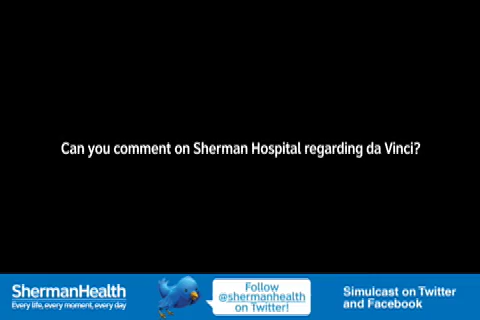 Can you comment on Sherman Hospital regarding da Vinci?
ShermanHealth
Every life, every moment, every day
Follow
@shermanhealth
on Twitter!
Simulcast on Twitter
and Facebook